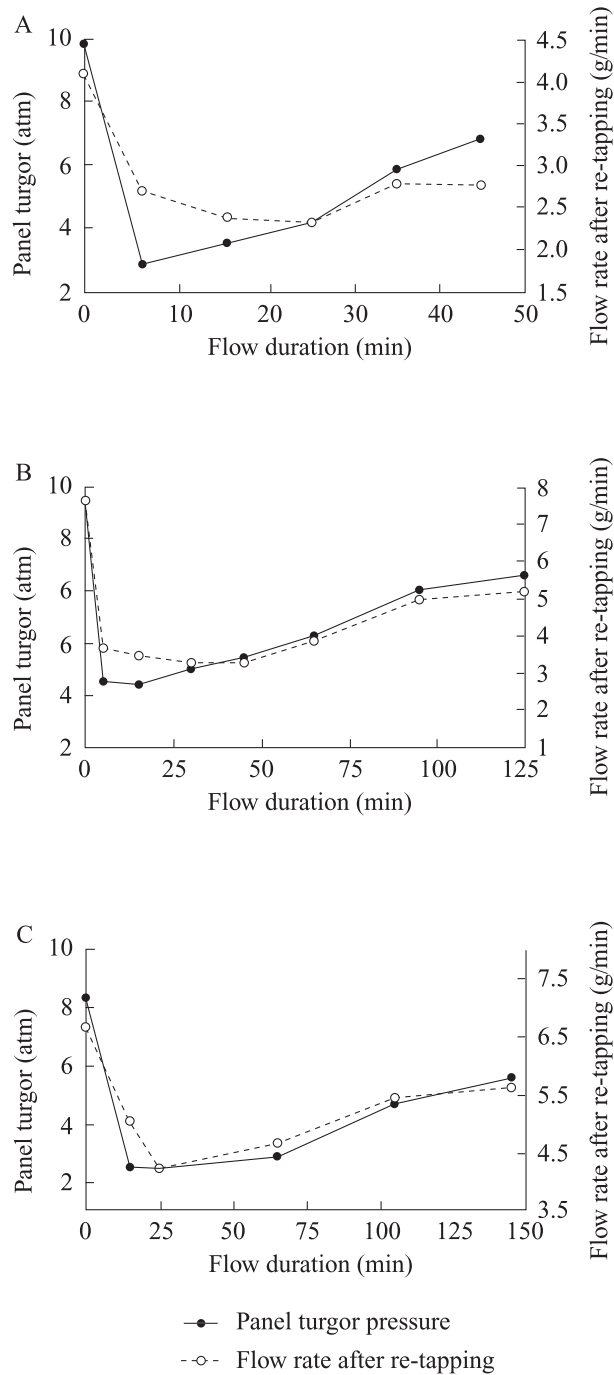 A
Panel turgor (atm)
10
8
6
4
2
4.5
4.0
3.5
3.0
2.5
2.0
1.5
Flow rate after re-tapping (g/min)
0 10 20 30 40 50
Flow duration (min)
B
Panel turgor (atm)
10
8
6
6
4
2
8
7
6
5
4
3
2
1
Flow rate after re-tapping (g/min)
0 25 50 75 100 125
Flow duration (min)
C
Panel turgor (atm)
10
8
6
4
2
7.5
6.5
5.5
4.5
3.5
Flow rate after re-tapping (g/min)
0 25 50 75 100 125 150
Flow duration (min)
Panel turgor pressure
Flow rate after re-tapping